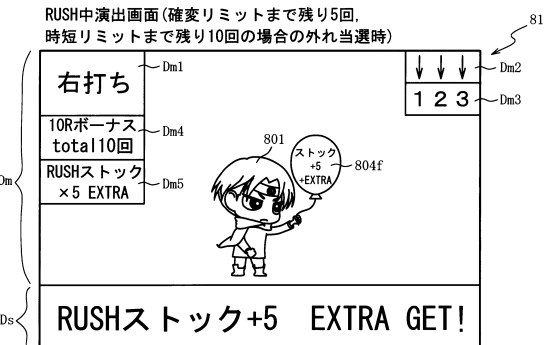 RUSH中演出画面(確変リミットまで残り5回,
時短リミットまで残り10回の場合の外れ当選時)
81
右打ち
Dm1
↓ ↓ ↓
Dm2
1 2 3
Dm3
10Rボーナス
total10回
Dm4
RUSHストック
×5 EXTRA
Dm5
801
ストック
+5
+EXTRA
804f
Dm
Ds
RUSHストック+5 EXTRA GET!